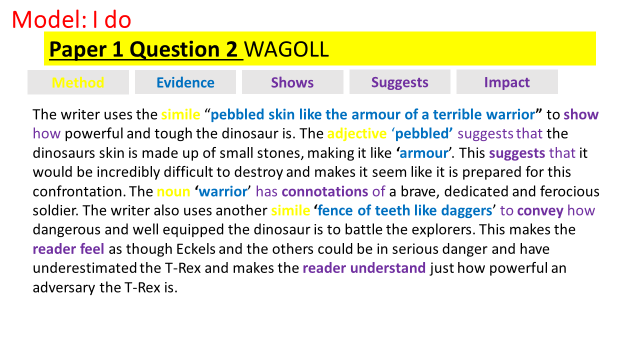 Model: I do
Paper 1 Question 2 WAGOLL
Method Evidence Shows Suggests Impact
The writer uses the simile “pebbled skin like the armour of a terrible warrior” to show
how powerful and tough the dinosaur is. The adjective ‘pebbled’ suggests that the
dinosaurs skin is made up of small stones, making it like ‘armour’. This suggests that it
would be incredibly difficult to destroy and makes it seem like it is prepared for this
confrontation. The noun ‘warrior’ has connotations of a brave, dedicated and ferocious
soldier. The writer also uses another simile ‘fence of teeth like daggers’ to convey how
dangerous and well equipped the dinosaur is to battle the explorers. This makes the
reader feel as though Eckels and the others could be in serious danger and have
underestimated the T-Rex and makes the reader understand just how powerful an
adversary the T-Rex is.